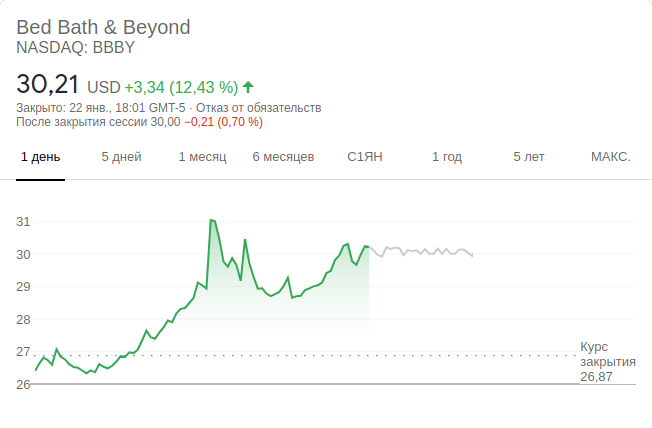 Bed Bath & Beyond
NASDAQ: BBBY
30,21 USD +3,34 (12,43 %)
Закрыто: 22 янв., 18:01 GMT-5 · Отказ от обязательств
После закрытия сессии 30,00 −0,21 (0,70 %)
1 день 5 дней 1 месяц 6 месяцев С1ЯН 1 год 5 лет МАКС.
31
30
29
28
27
26
Курс
закрытия
26,87